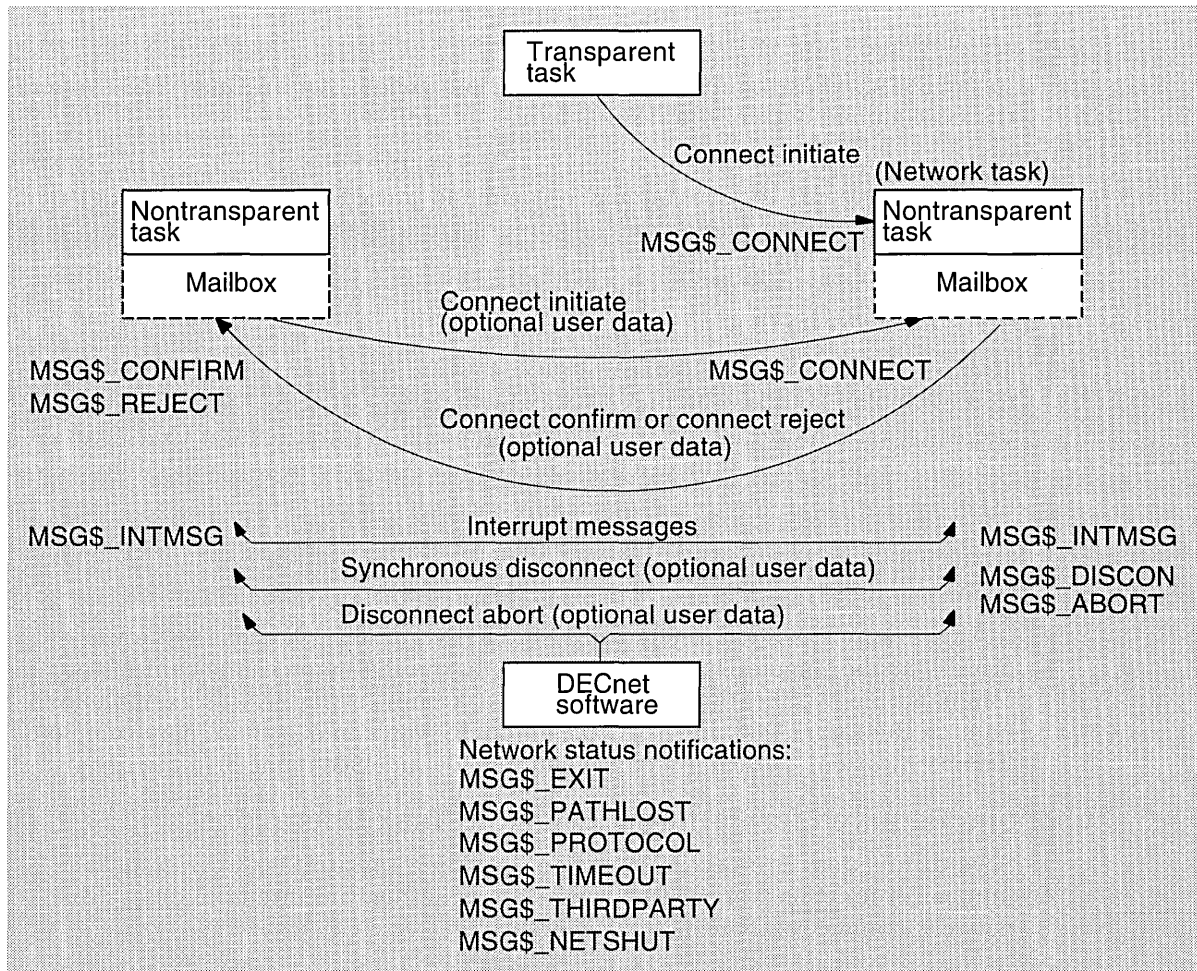 Transparent
task
Connect initiate
(Network task)
Nontransparent
task
Mailbox
MSG$_CONNECT
Nontransparent
task
Mailbox
Connect initiate
(optional user data)
MSG$_CONFIRM
MSG$_REJECT
MSG$_CONNECT
Connect confirm or connect reject
(optional user data)
MSG$_INTMSG
Interrupt messages
MSG$_INTMSG
Synchronous disconnect (optional user data)
MSG$_DISCON
MSG$_ABORT
Disconnect abort (optional user data)
DECnet
software
Network status notifications:
MSG$_EXIT
MSG$_PATHLOST
MSG$_PROTOCOL
MSG$_TIMEOUT
MSG$_THIRDPARTY
MSG$_NETSHUT